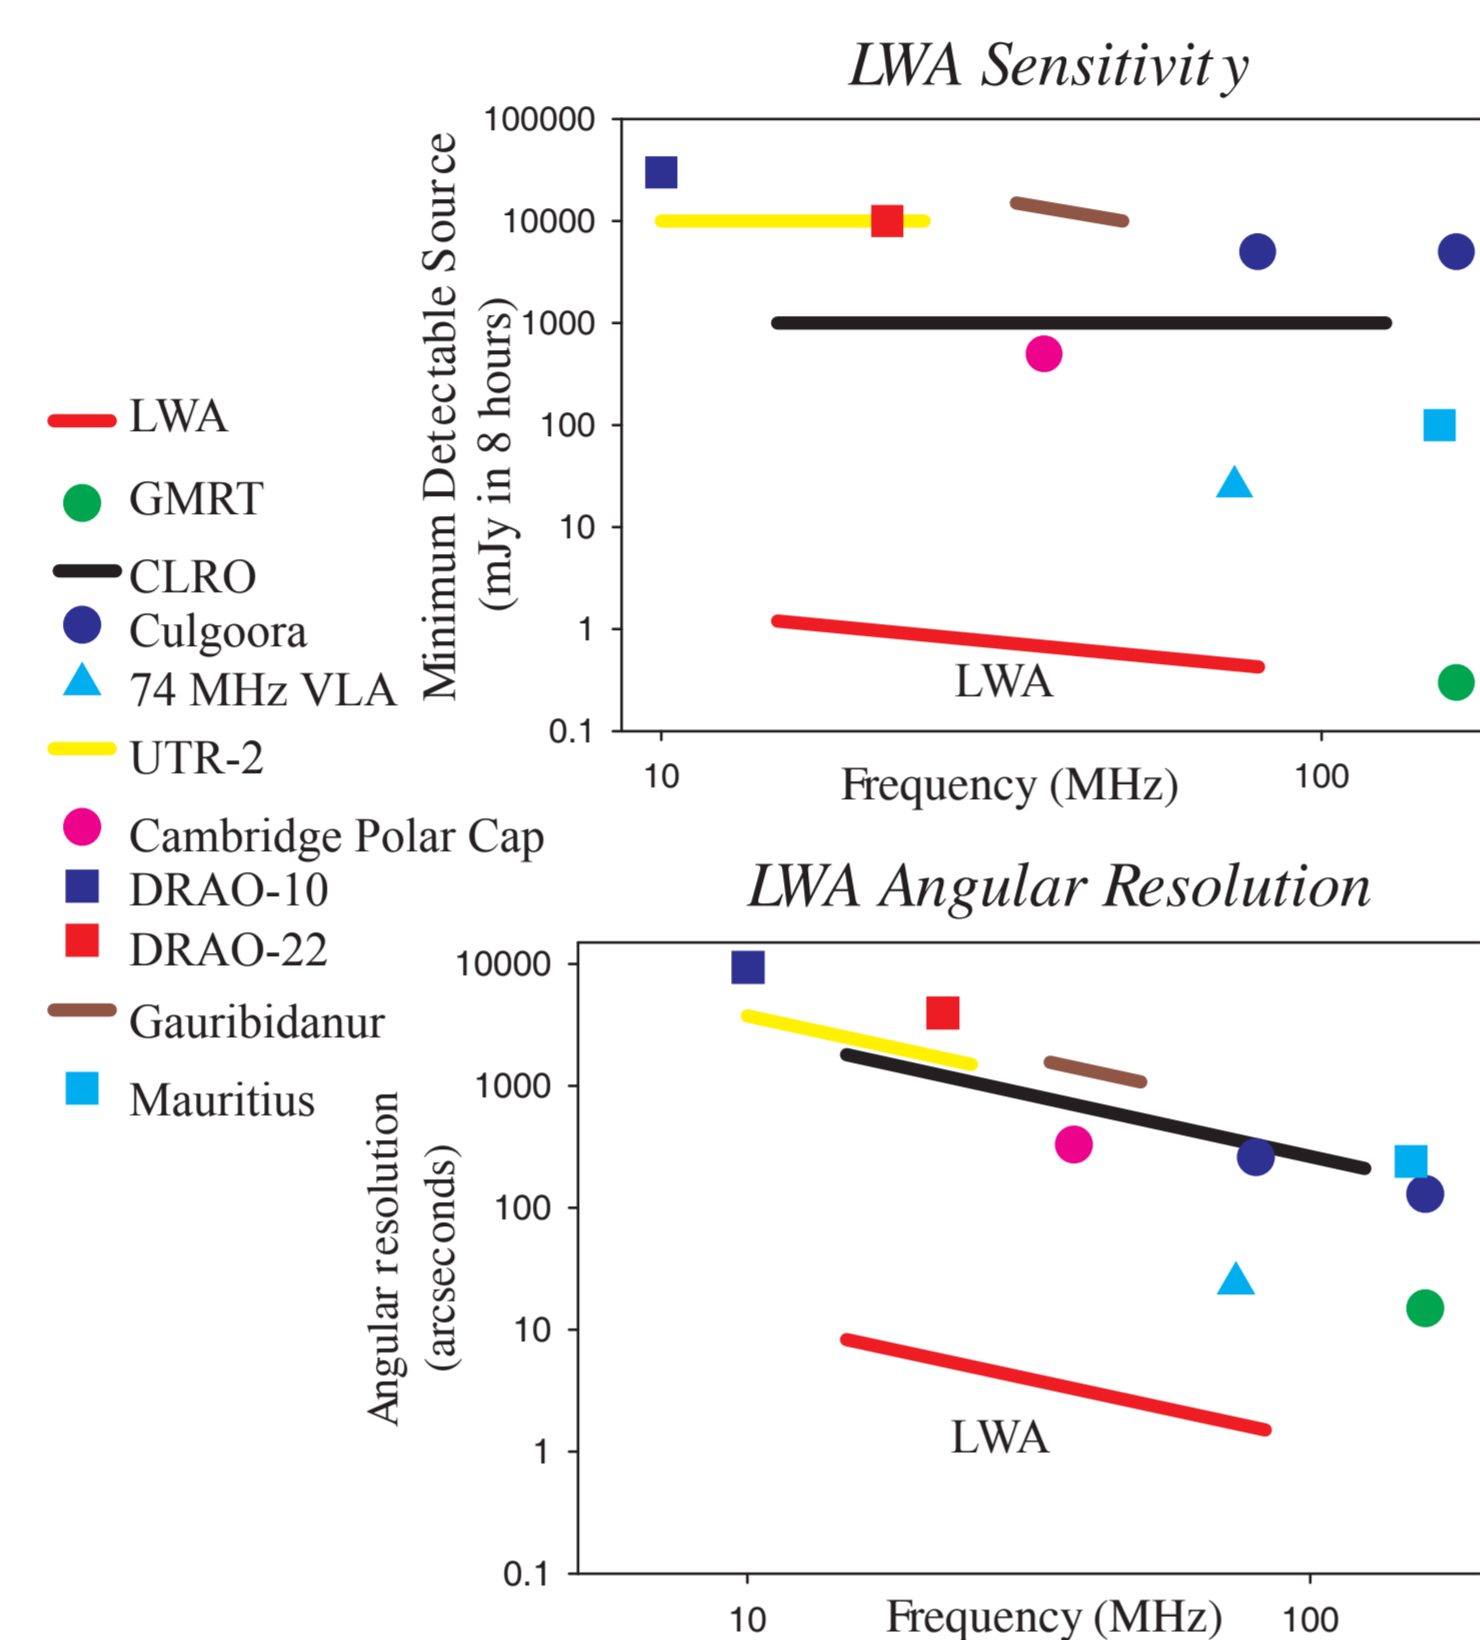 LWA Sensitivity
100000
10000
1000
100
10
1
0.1
Minimum Detectable Source
(mJy in 8 hours)
LWA
10
100
Frequency (MHz)
LWA
GMRT
CLRO
Culgoora
74 MHz VLA
UTR-2
Cambridge Polar Cap
DRAO-10
DRAO-22
Gauribidanur
Mauritius
LWA Angular Resolution
10000
1000
100
10
1
0.1
Angular resolution
(arcseconds)
LWA
10
100
Frequency (MHz)